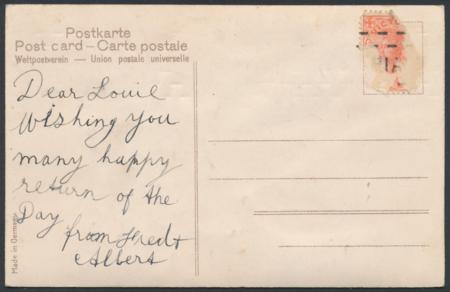 Postkarte
Post card – Carte postale
Weltpostverein — Union postale universelle
Dear Louie
Wishing you
many happy
return of the
Day
from Fred &
Albert
Made in Germany